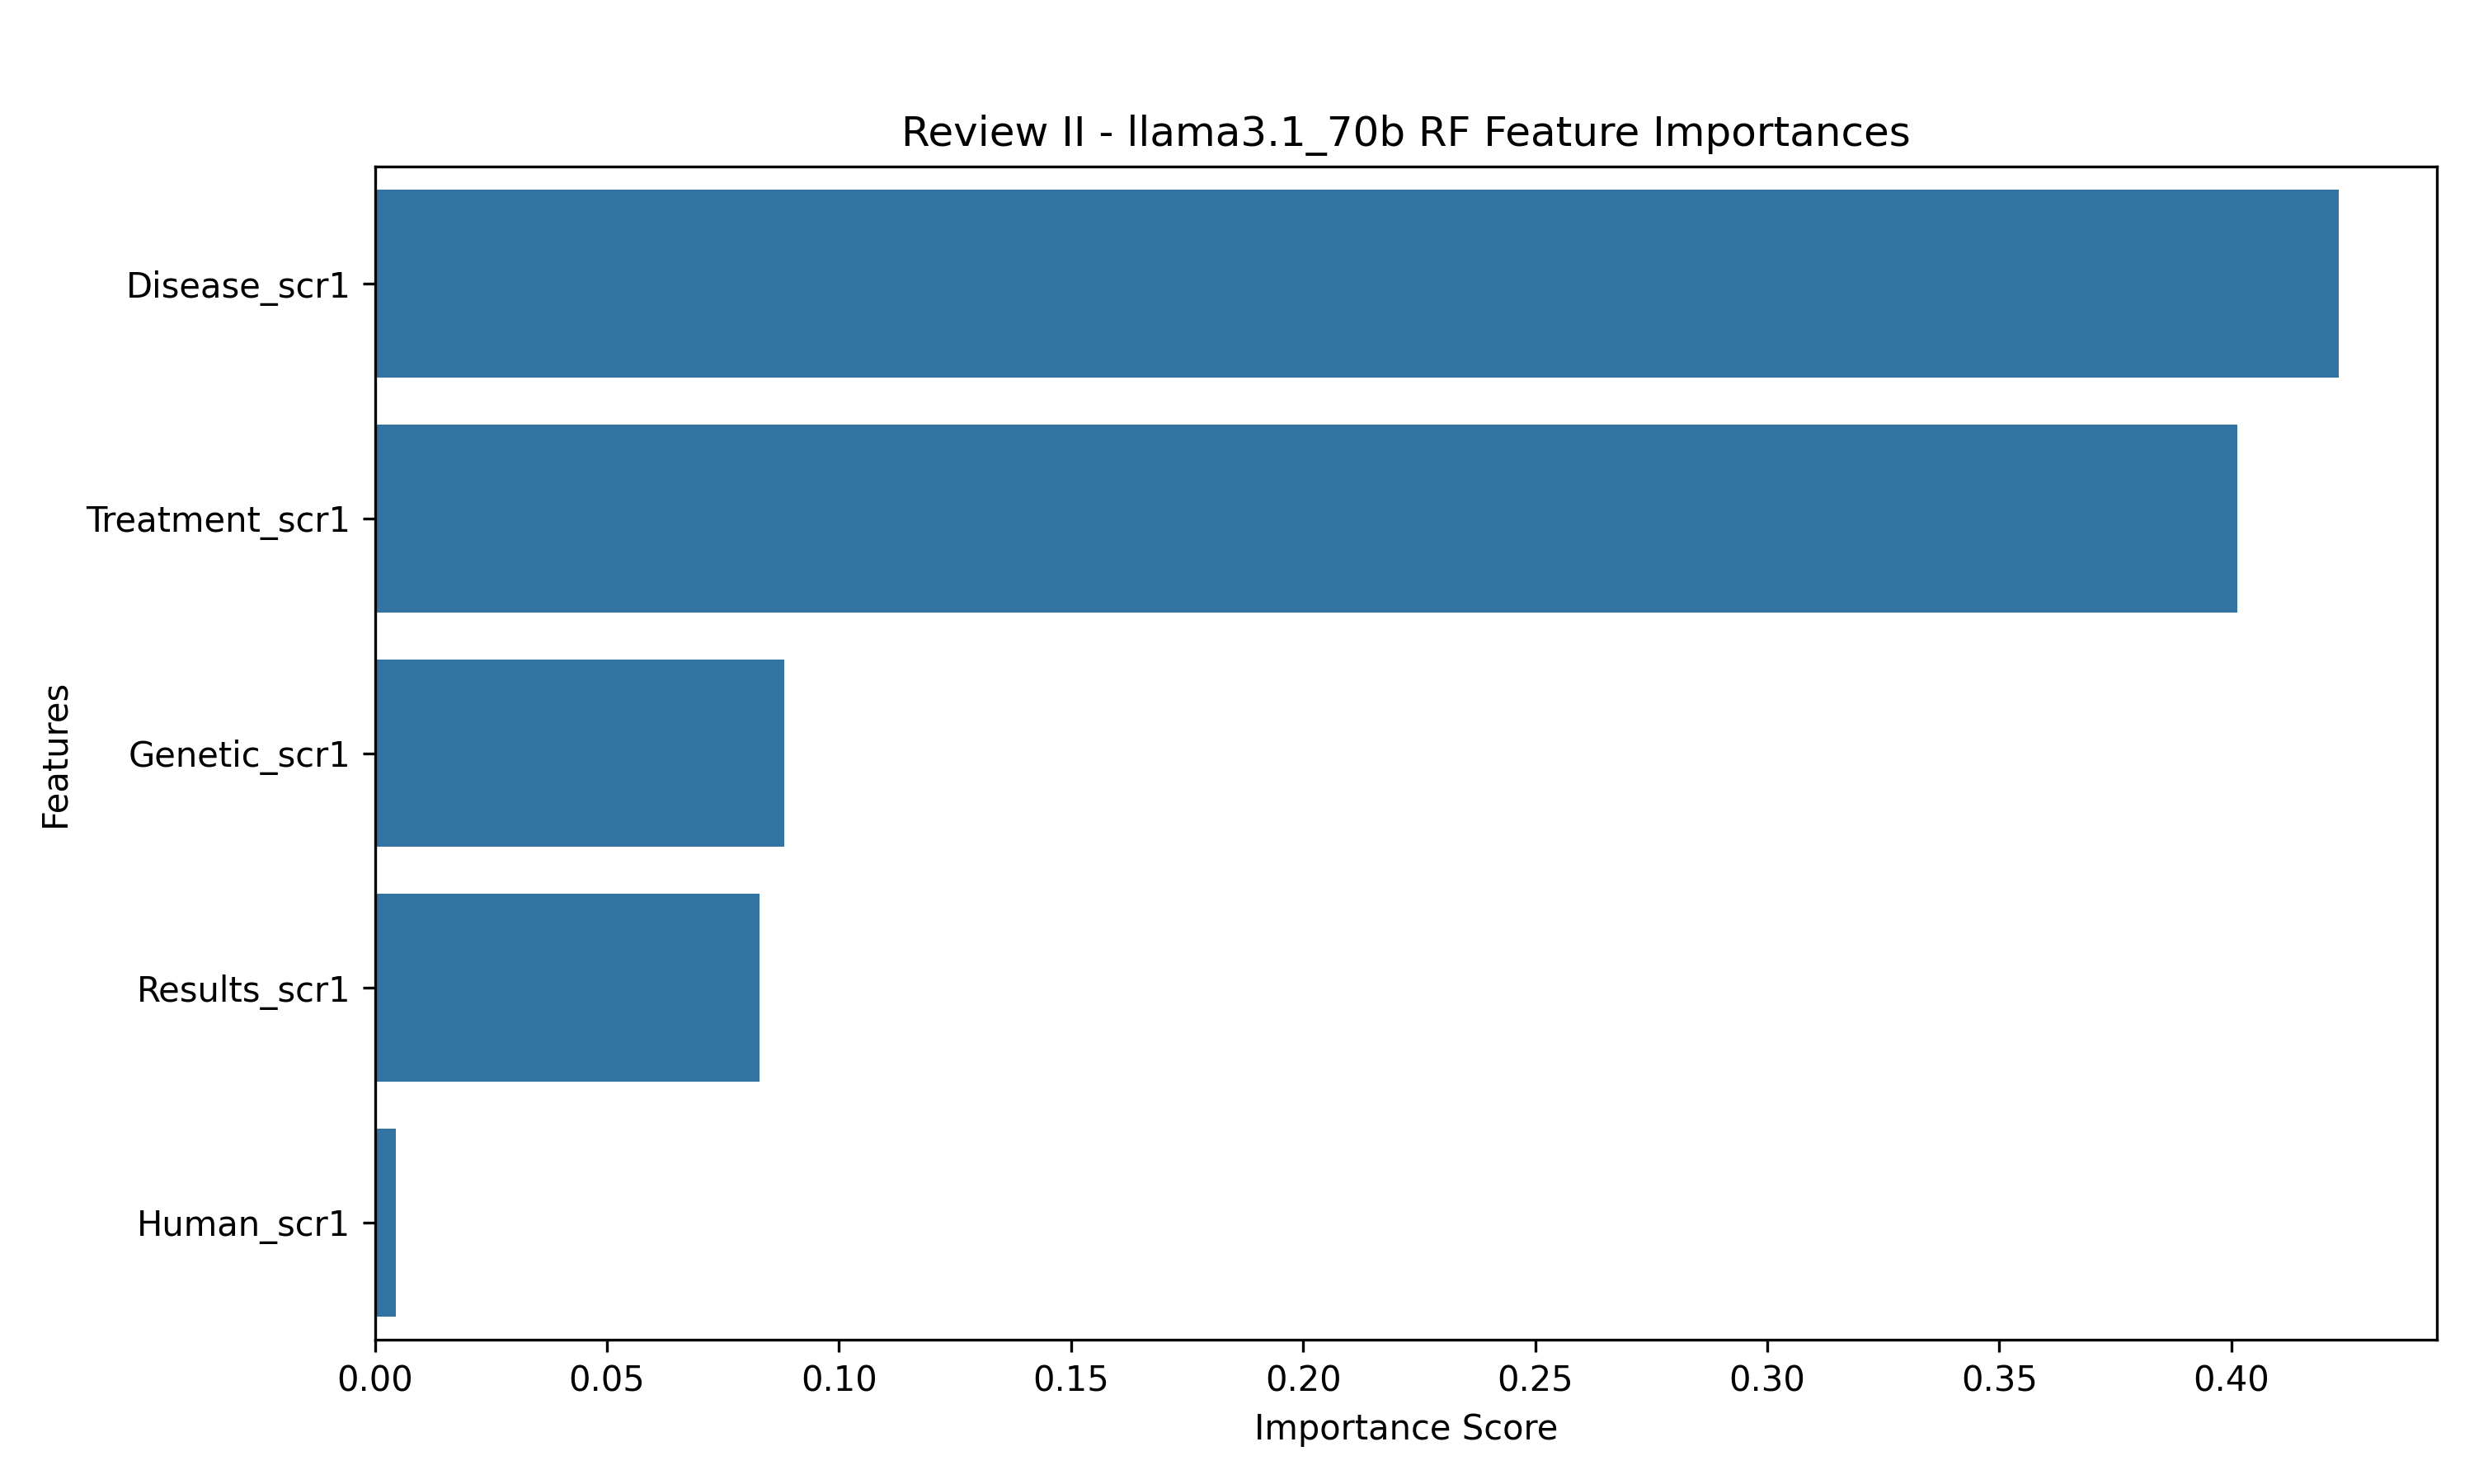 Review II - llama3.1_70b RF Feature Importances
Disease_scr1
Treatment_scr1
Genetic_scr1
Results_scr1
Human_scr1
Features
0.00 0.05 0.10 0.15 0.20 0.25 0.30 0.35 0.40
Importance Score